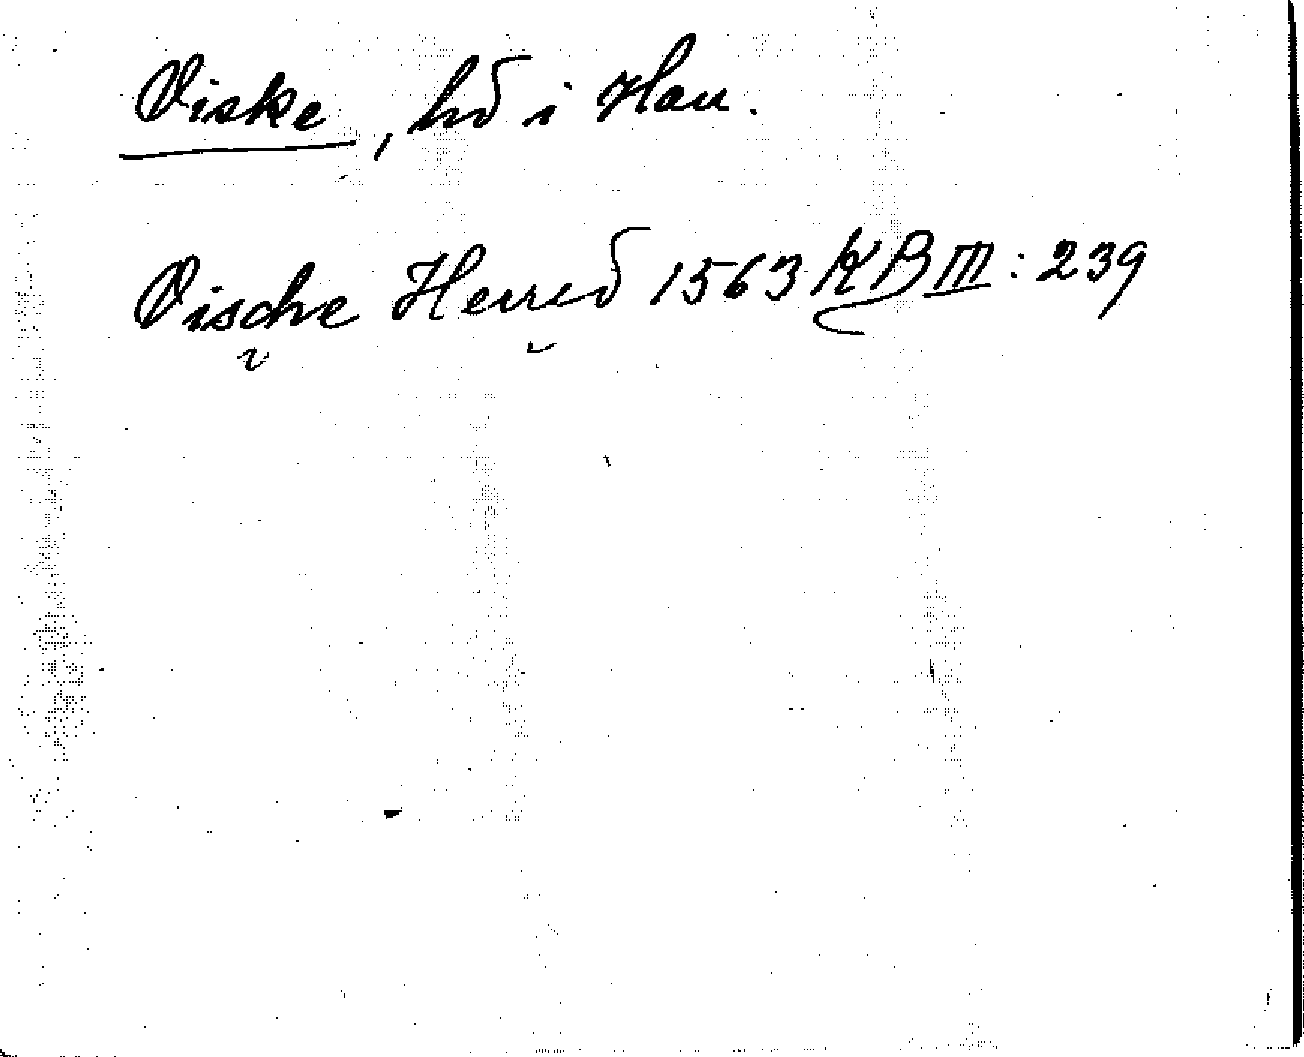 Viske, hd i Hall.
Vische Herred 1563 KB III: 239